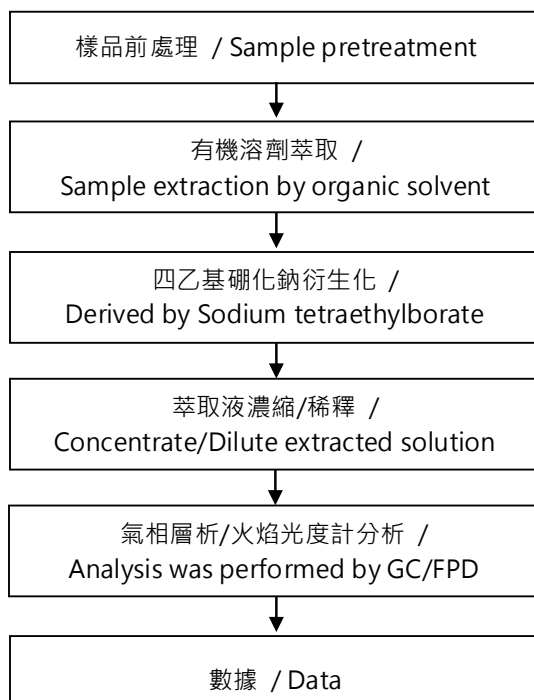 樣品前處理 / Sample pretreatment
有機溶劑萃取 /
Sample extraction by organic solvent
四乙基硼化鈉衍生化 /
Derived by Sodium tetraethylborate
萃取液濃縮/稀釋 /
Concentrate/Dilute extracted solution
氣相層析/火焰光度計分析 /
Analysis was performed by GC/FPD
數據 / Data